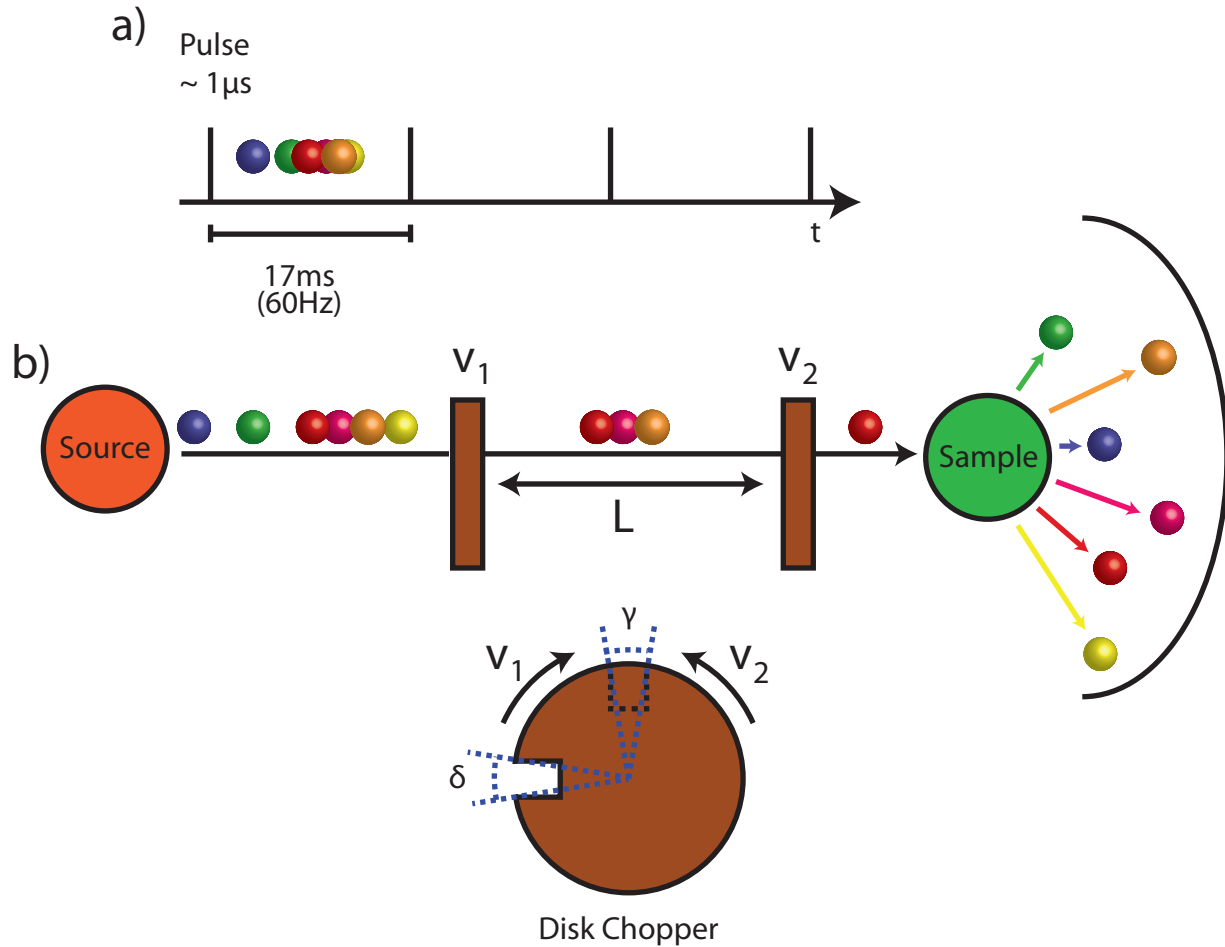 a)
Pulse
~ 1µs
t
17ms
(60Hz)
b)
v1
v2
Source
Sample
L
γ
v1
v2
δ
Disk Chopper